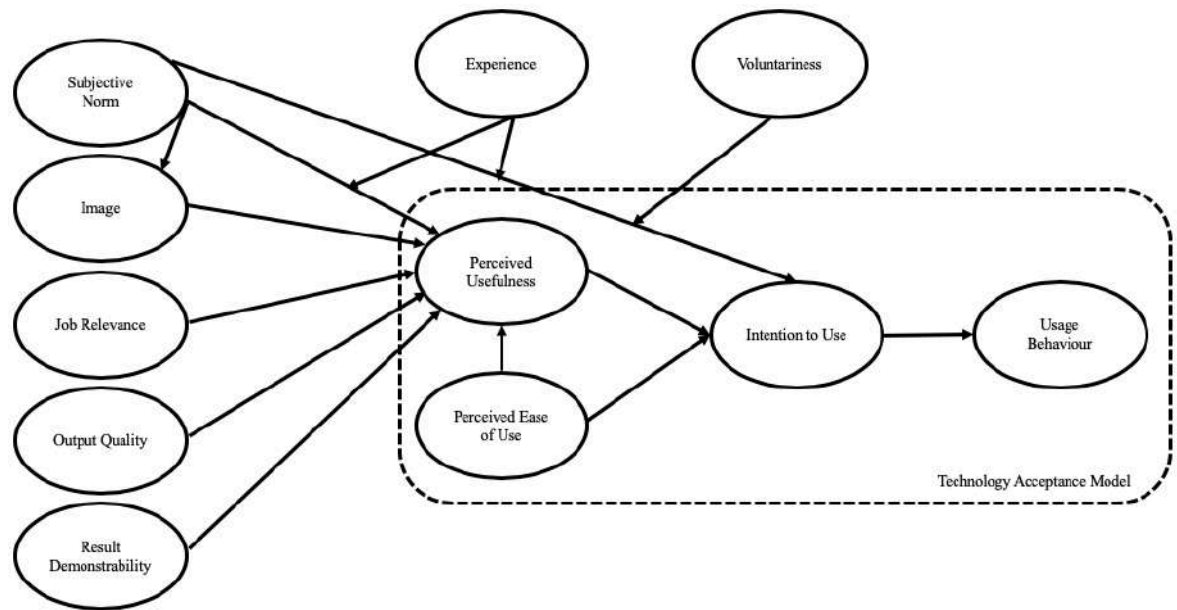 Subjective
Norm
Experience
Voluntariness
Image
Perceived
Usefulness
Job Relevance
Intention to Use
Usage
Behaviour
Perceived Ease
of Use
Output Quality
Technology Acceptance Model
Result
Demonstrability